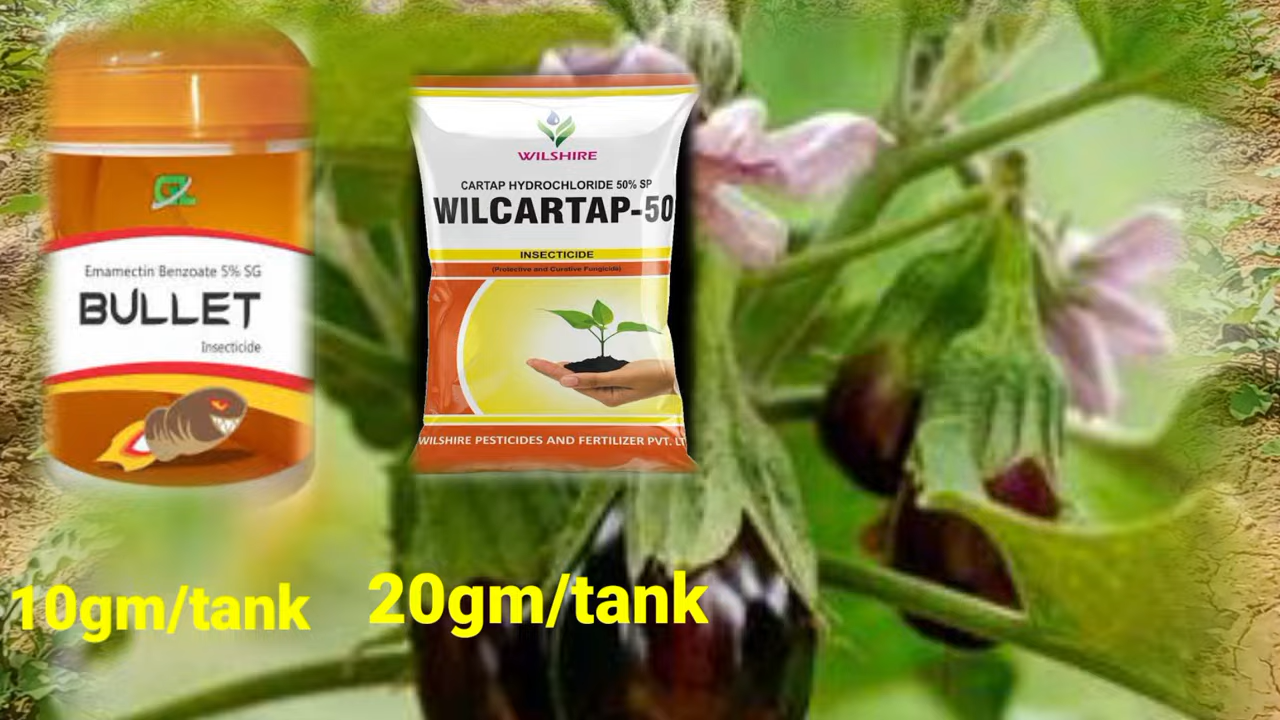 Emamectin Benzoate 5% SG
BULLET
Insecticide
WILSHIRE
CARTAP HYDROCHLORIDE 50% SP
WILCARTAP-50
INSECTICIDE
(Protective and Curative Fungicide)
WILSHIRE PESTICIDES AND FERTILIZER PVT. LT
10gm/tank
20gm/tank